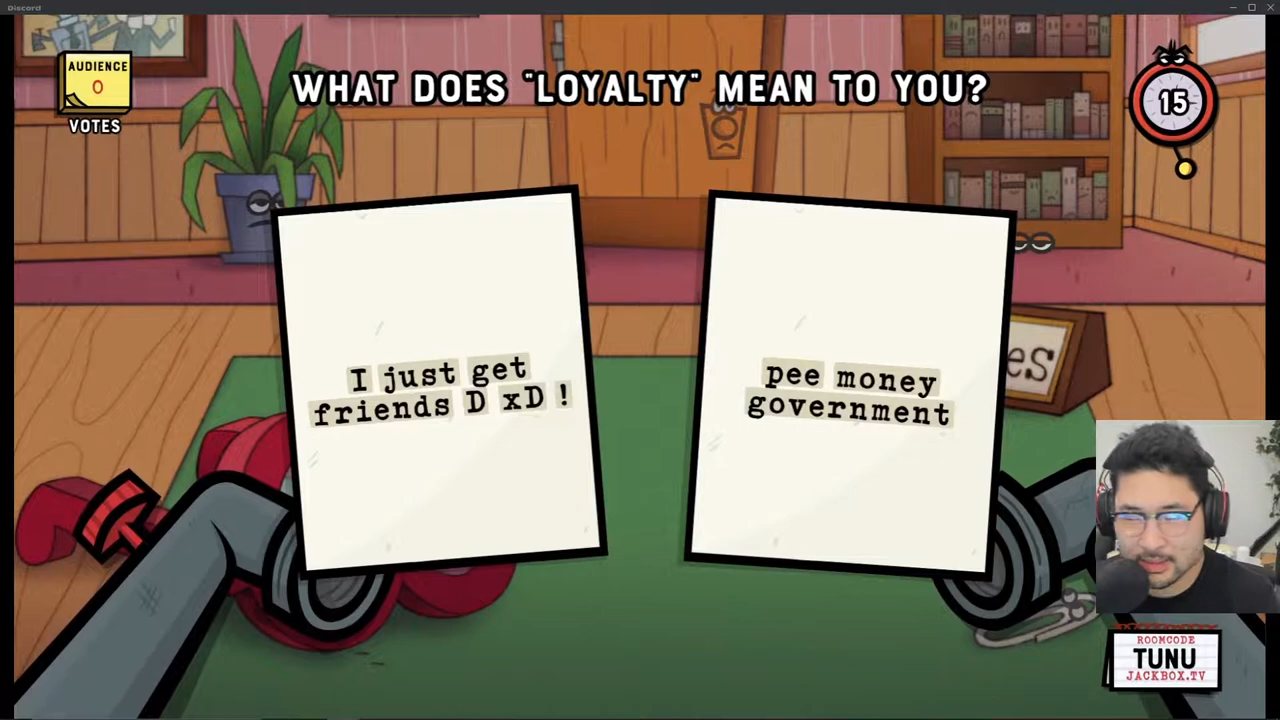 Discord
AUDIENCE
0
VOTES
WHAT DOES "LOYALTY" MEAN TO YOU?
15
I just get
friends D xD !
pee money
government
es
ROOMCODE
TUNU
JACKBOX.TV